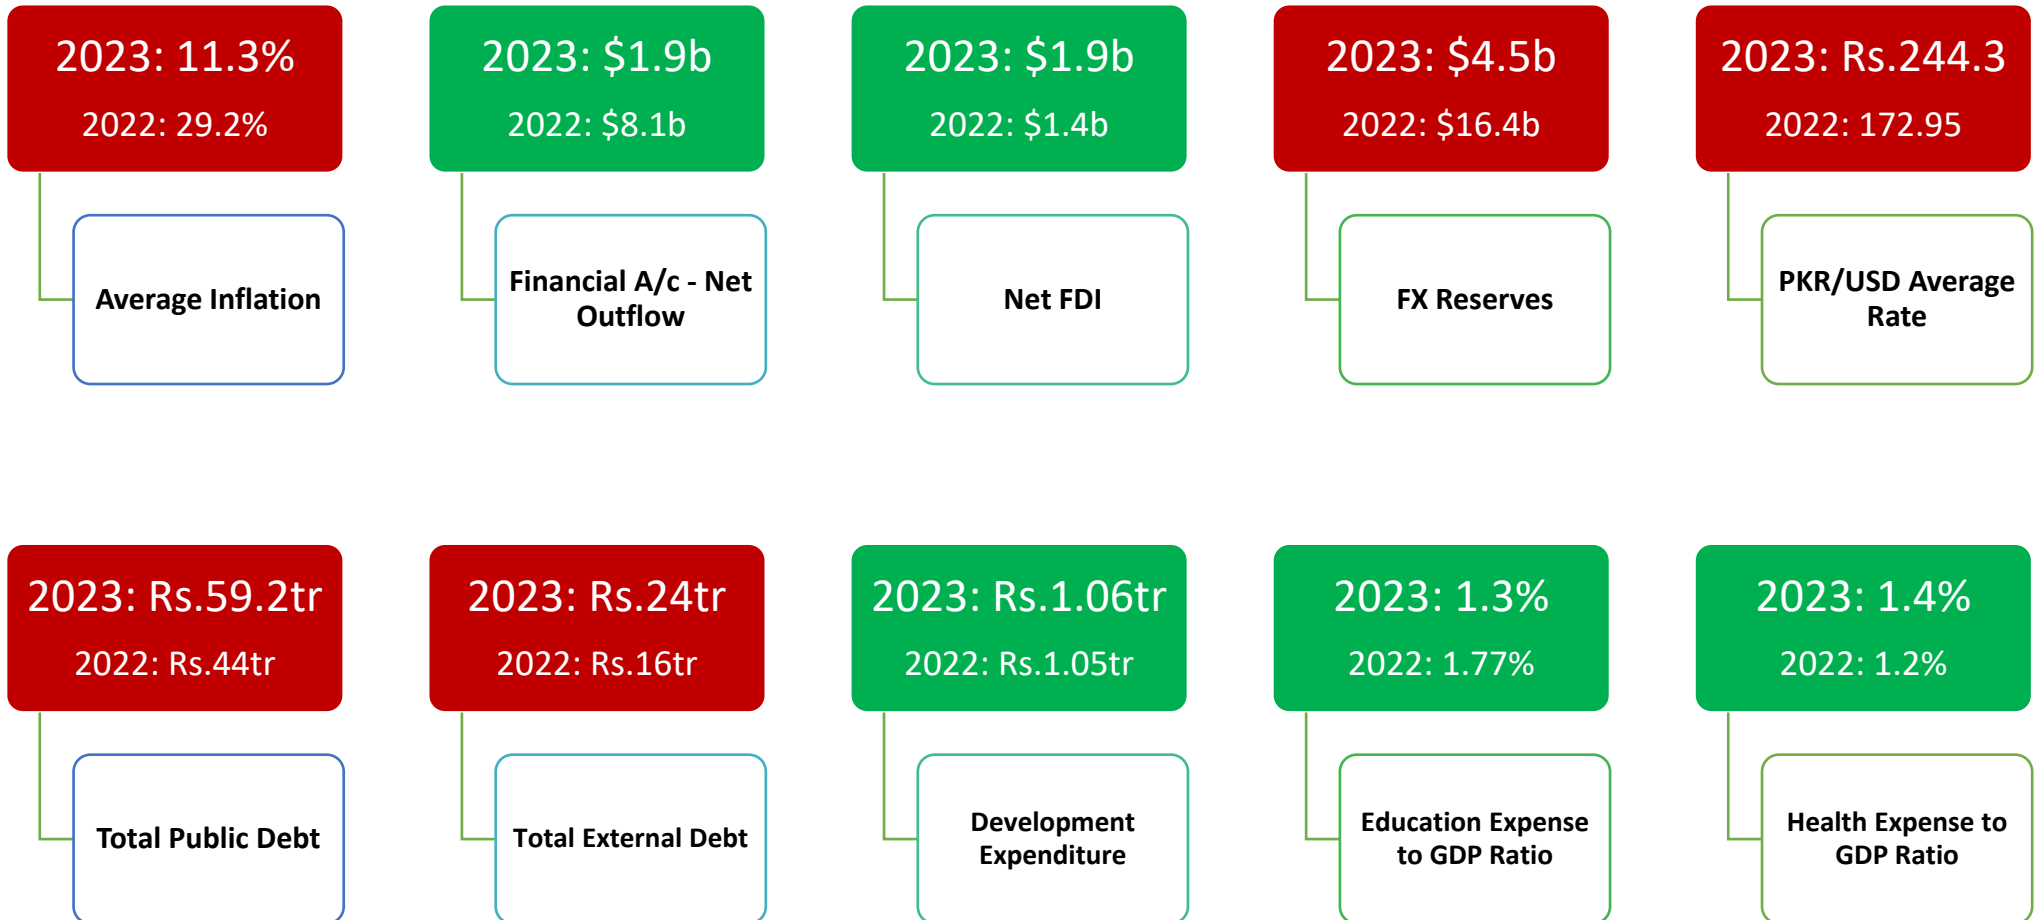 2023: 11.3%
2022: 29.2%
Average Inflation
2023: $1.9b
2022: $8.1b
Financial A/c - Net
Outflow
2023: $1.9b
2022: $1.4b
Net FDI
2023: $4.5b
2022: $16.4b
FX Reserves
2023: Rs.244.3
2022: 172.95
PKR/USD Average
Rate
2023: Rs.59.2tr
2022: Rs.44tr
Total Public Debt
2023: Rs.24tr
2022: Rs.16tr
Total External Debt
2023: Rs.1.06tr
2022: Rs.1.05tr
Development
Expenditure
2023: 1.3%
2022: 1.77%
Education Expense
to GDP Ratio
2023: 1.4%
2022: 1.2%
Health Expense to
GDP Ratio